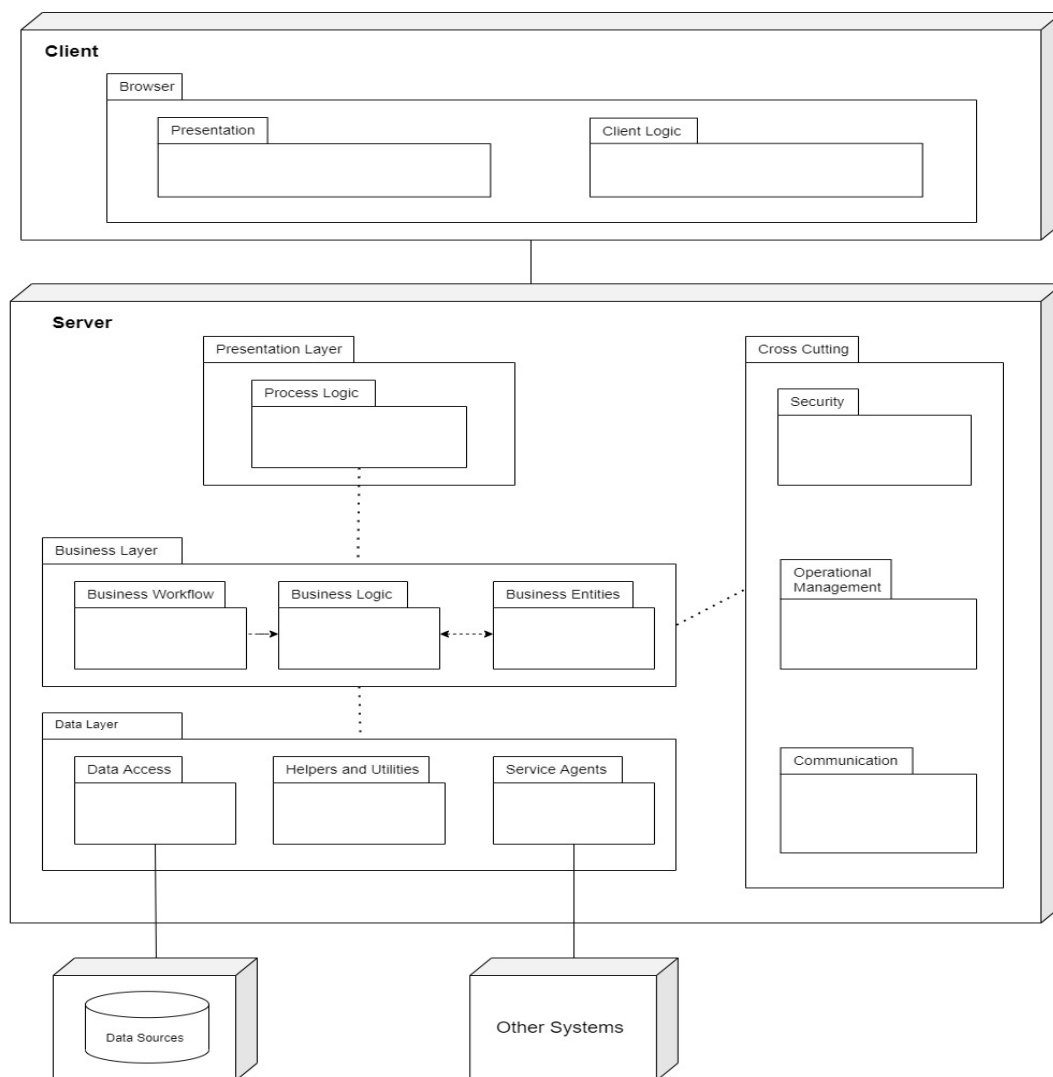 Client
Browser
Presentation
Client Logic
Server
Presentation Layer
Process Logic
Cross Cutting
Security
Business Layer
Business Workflow
Business Logic
Business Entities
Operational
Management
Data Layer
Data Access
Helpers and Utilities
Service Agents
Communication
Data Sources
Other Systems